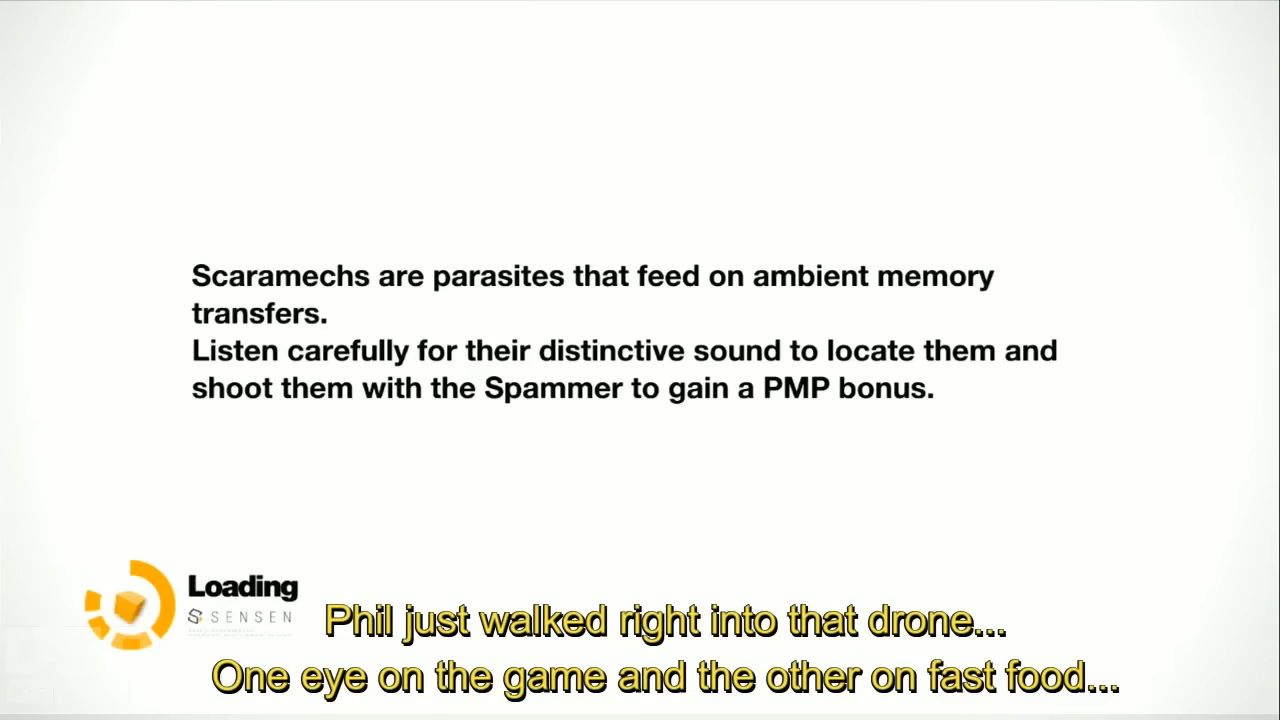 Scaramechs are parasites that feed on ambient memory
transfers.
Listen carefully for their distinctive sound to locate them and
shoot them with the Spammer to gain a PMP bonus.
Loading
SENSEN
Phil just walked right into that drone...
One eye on the game and the other on fast food...